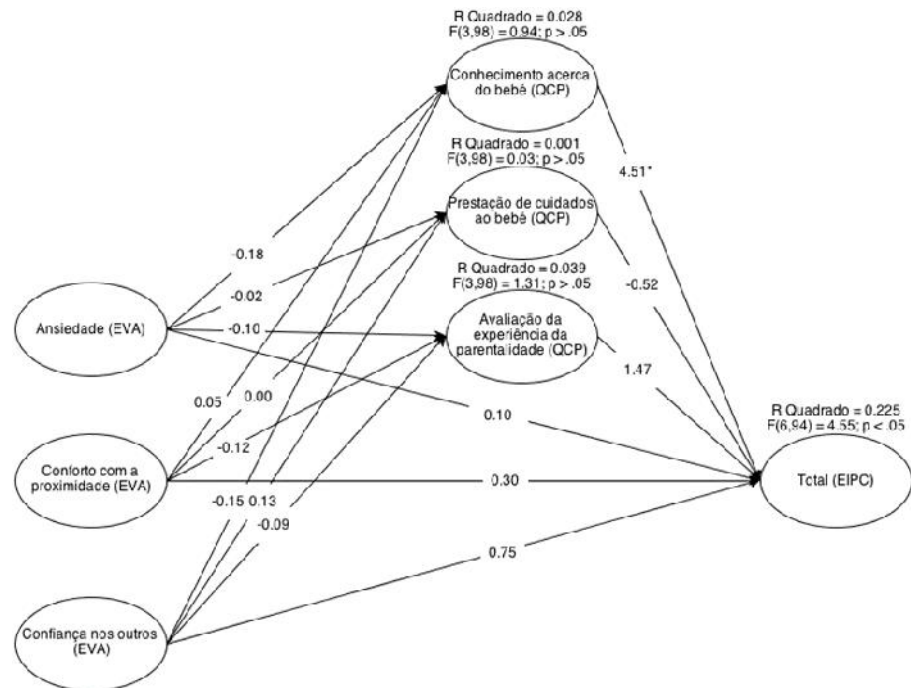 R Quadrado = 0.028
F(3,98) = 0.94; p > .05
Conhecimento acerca
do bebé (QCP)
R Quadrado = 0.001
F(3,98) = 0.03; p > .05
4.51*
Prestação de cuidados
ao bebé (QCP)
-0.18
R Quadrado = 0.039
F(3,98) = 1.31; p > .05
-0.52
-0.02
Ansiedade (EVA)
-0.10
Avaliação da
experiência da
parentalidade (QCP)
1.47
0.05
0.00
0.10
R Quadrado = 0.225
F(6,94) = 4.55; p < .05
-0.12
Conforto com a
proximidade (EVA)
0.30
Total (EIPC)
-0.15
0.13
-0.09
0.75
Confiança nos outros
(EVA)